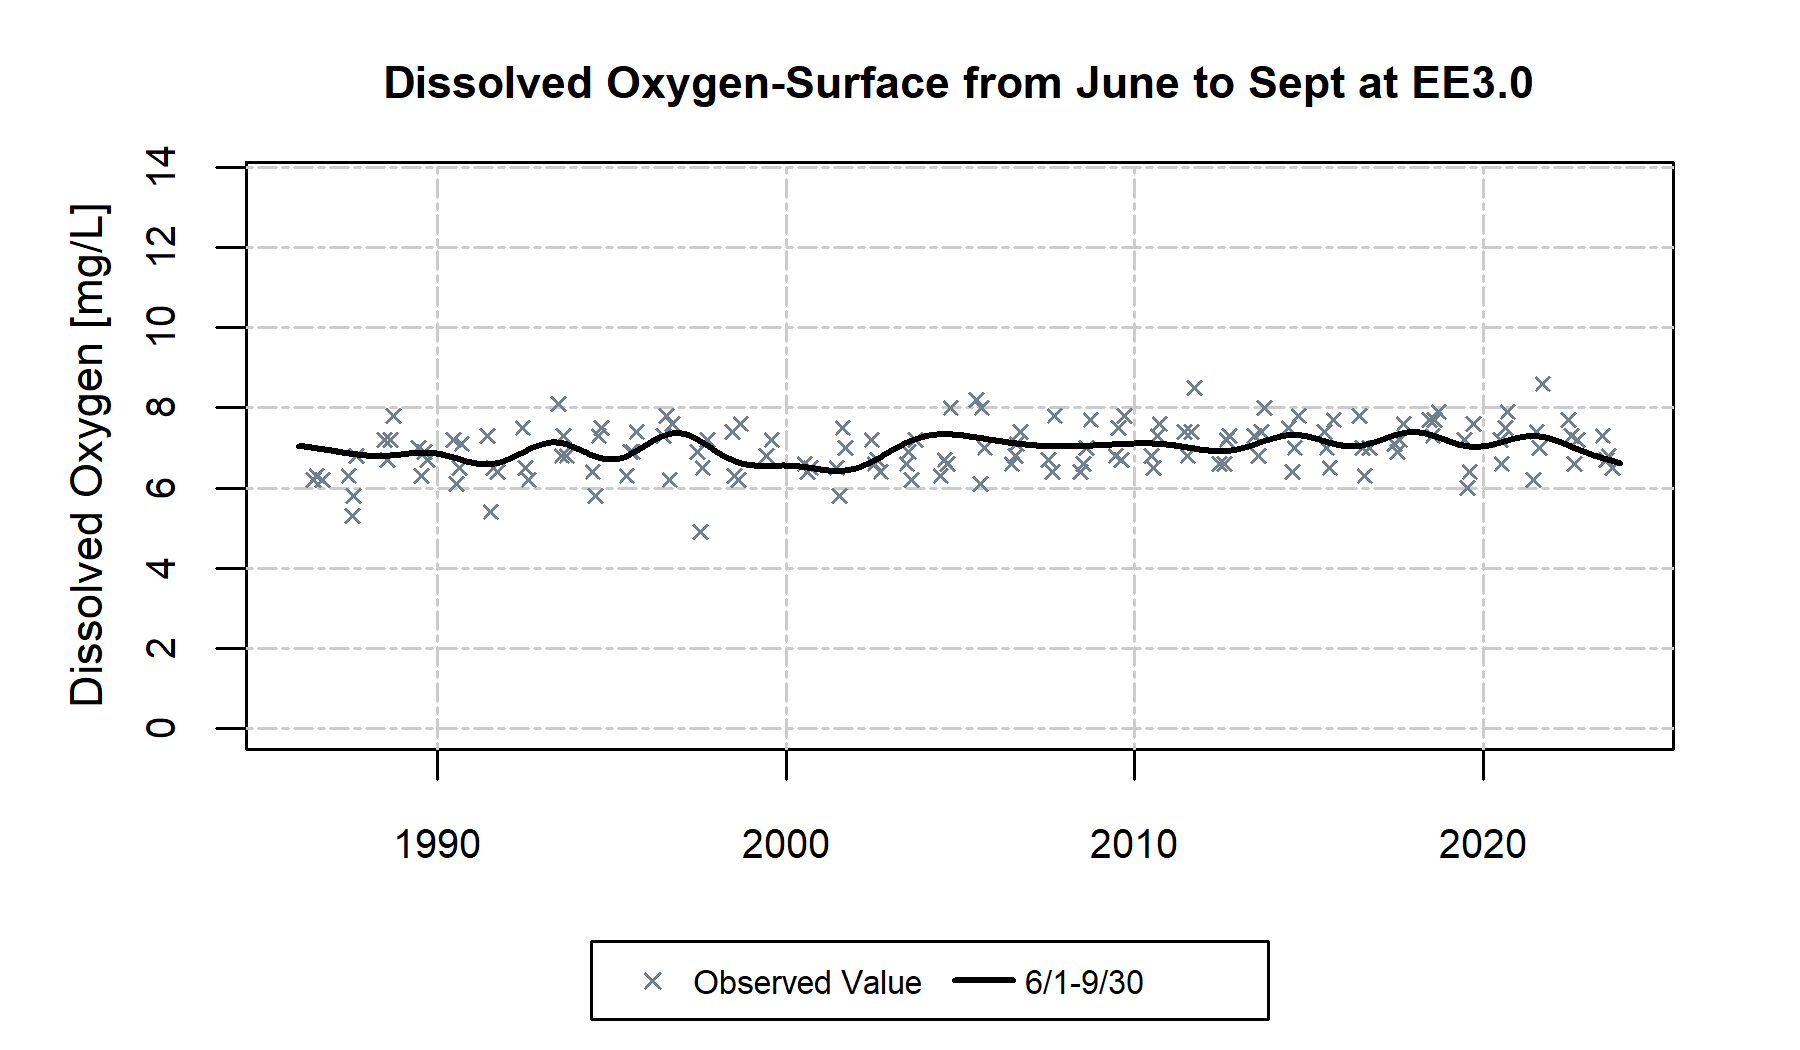 Dissolved Oxygen-Surface from June to Sept at EE3.0
Dissolved Oxygen [mg/L]
14
12
10
8
6
4
2
0
1990 2000 2010 2020
Observed Value 6/1-9/30